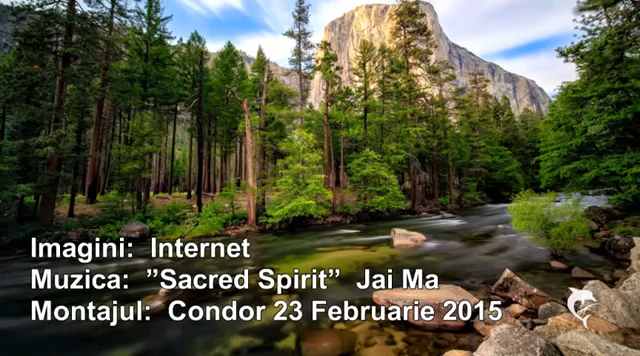 Imagini:  Internet
Muzica:  ”Sacred Spirit”  Jai Ma
Montajul:  Condor 23 Februarie 2015